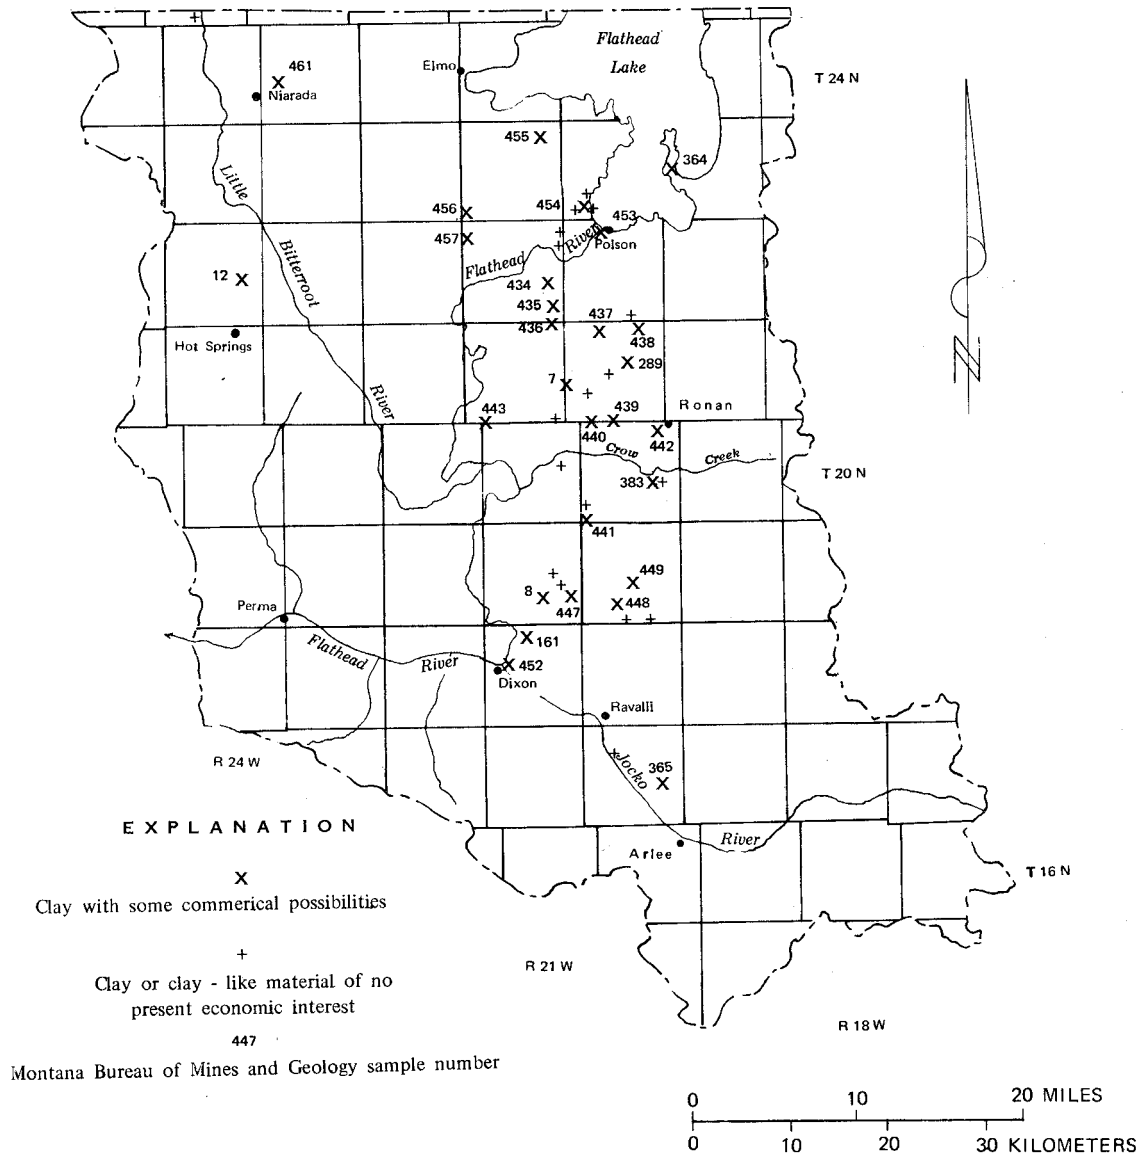 Flathead
Lake
Elmo
T 24 N
461
Niarada
455
364
Little
456
454
453
Polson
457
River
Flathead
12
Bitterroot
434
435
436
437
438
Hot Springs
289
7
River
443
439
Ronan
440
442
Crow
Creek
T 20 N
383
441
449
8
447
448
Perma
161
Flathead
River
452
Dixon
Ravalli
R 24 W
Jocko
365
River
Arlee
T 16 N
R 21 W
R 18 W
N
EXPLANATION
X
Clay with some commerical possibilities
+
Clay or clay - like material of no
present economic interest
447
Montana Bureau of Mines and Geology sample number
0 10 20 MILES
0 10 20 30 KILOMETERS